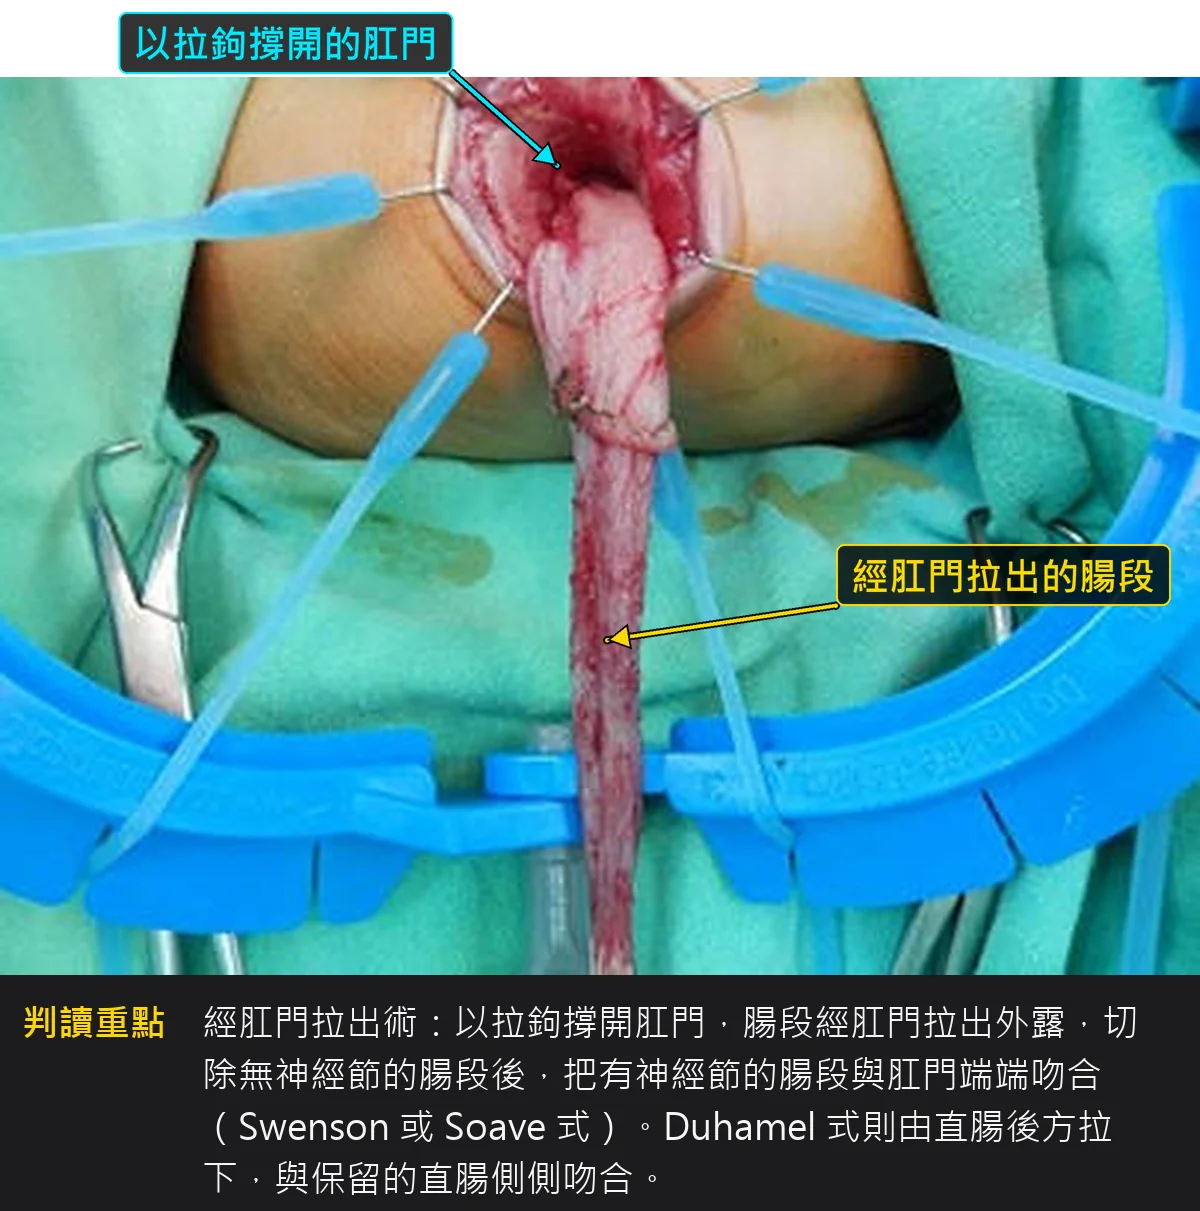 以拉鉤撐開的肛門
經肛門拉出的腸段
判讀重點
經肛門拉出術：以拉鉤撐開肛門，腸段經肛門拉出外露，切
除無神經節的腸段後，把有神經節的腸段與肛門端端吻合
（Swenson 或 Soave 式）。Duhamel 式則由直腸後方拉
下，與保留的直腸側側吻合。